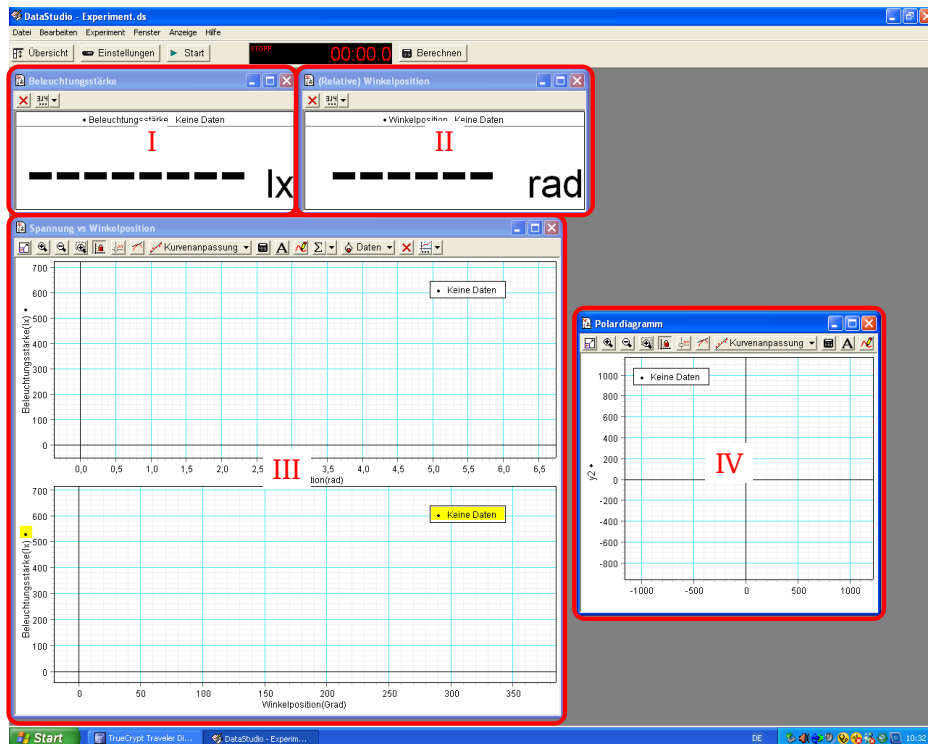 DataStudio - Experiment.ds
Datei Bearbeiten Experiment Fenster Anzeige Hilfe
Übersicht Einstellungen Start STOPP 00:00.0 Berechnen
Beleuchtungsstärke
(Relative) Winkelposition
Beleuchtungsstärke Keine Daten
Winkelposition Keine Daten
I
II
lx
rad
Spannung vs Winkelposition
Kurvenanpassung A Σ Daten
700
600
500
400
300
200
100
0
Beleuchtungsstärke(lx)
Keine Daten
0,0 0,5 1,0 1,5 2,0 2,5 3,5 4,0 4,5 5,0 5,5 6,0 6,5
tion(rad)
III
700
600
500
400
300
200
100
0
Beleuchtungsstärke(lx)
Keine Daten
0 50 100 150 200 250 300 350
Winkelposition(Grad)
Polardiagramm
Kurvenanpassung A
Keine Daten
1000
800
600
400
200
0
-200
-400
-600
-800
y2
IV
-1000 -500 0 500 1000
Start TrueCrypt Traveler Di... DataStudio - Experim... DE 10:32